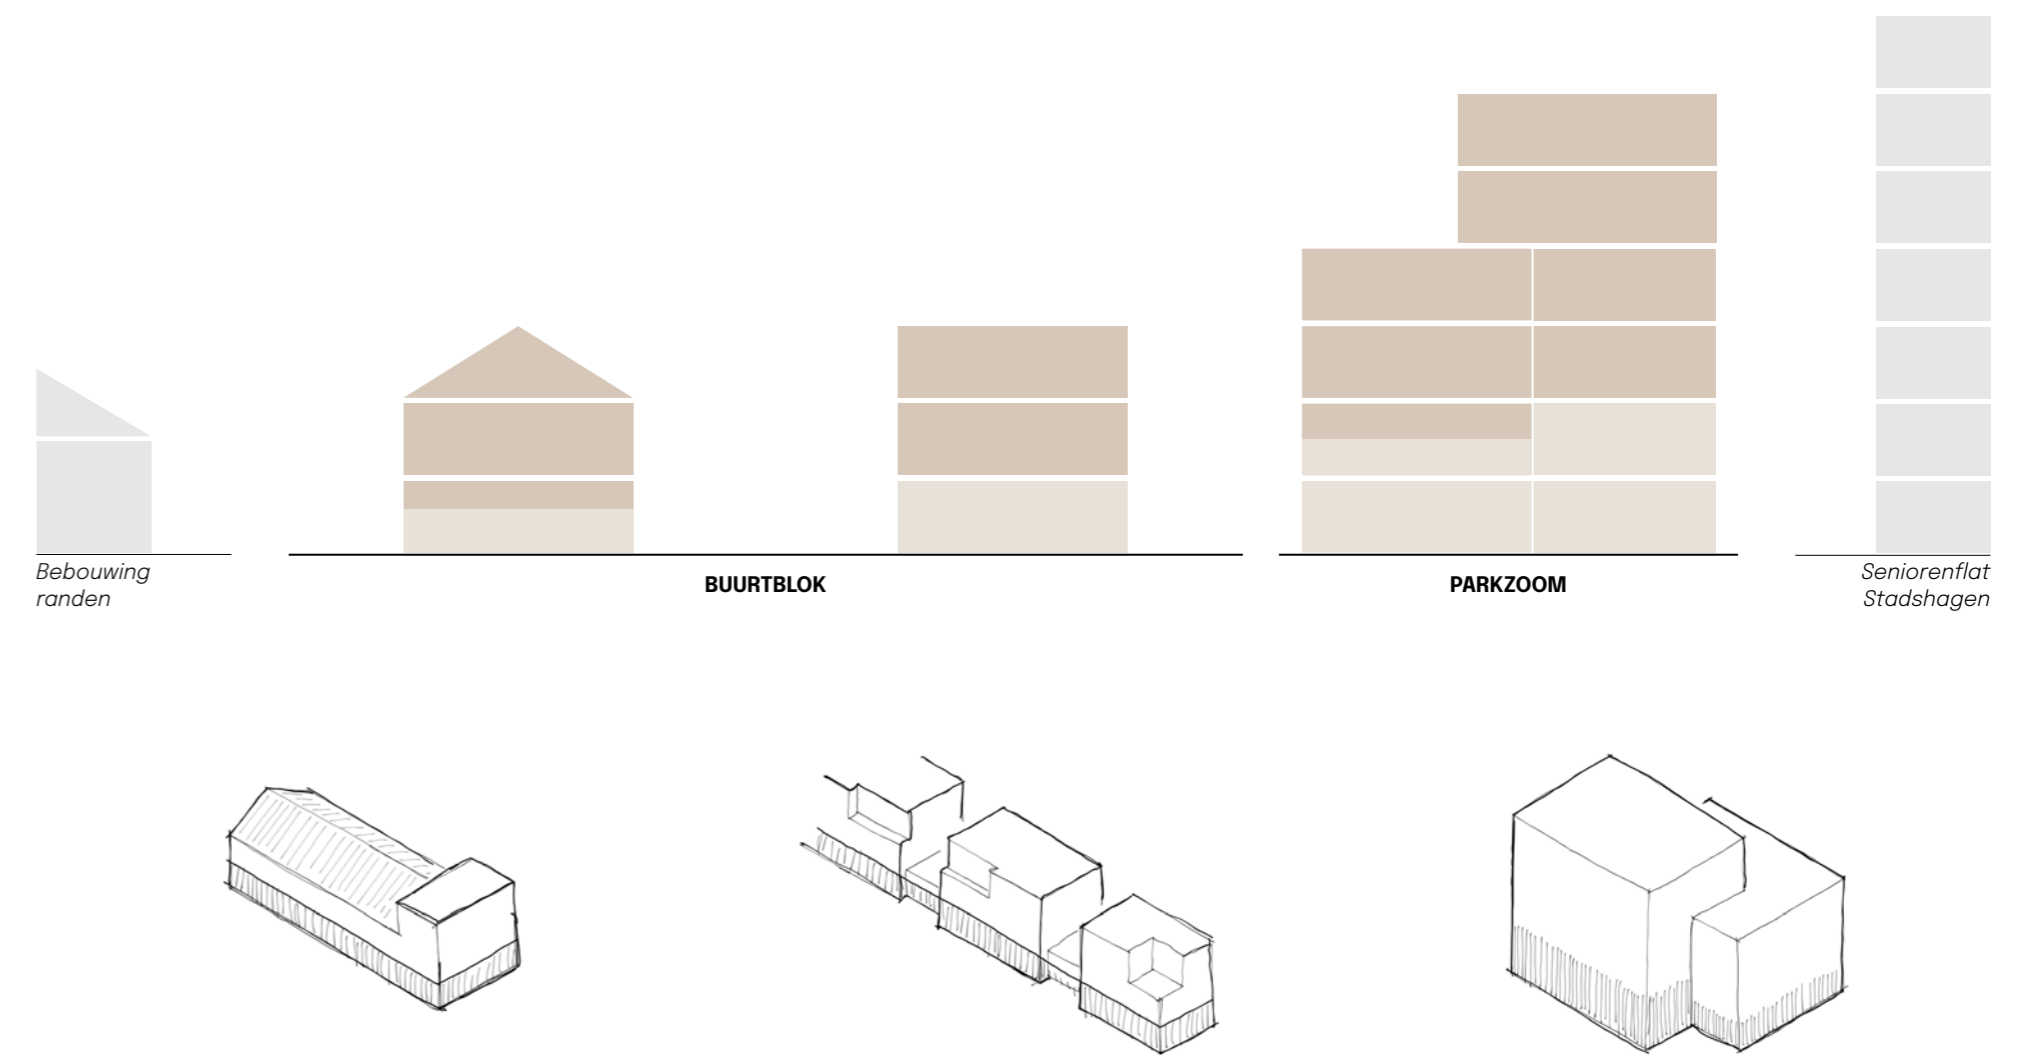 Bebouwing
randen
BUURTBLOK
PARKZOOM
Seniorenflat
Stadshagen